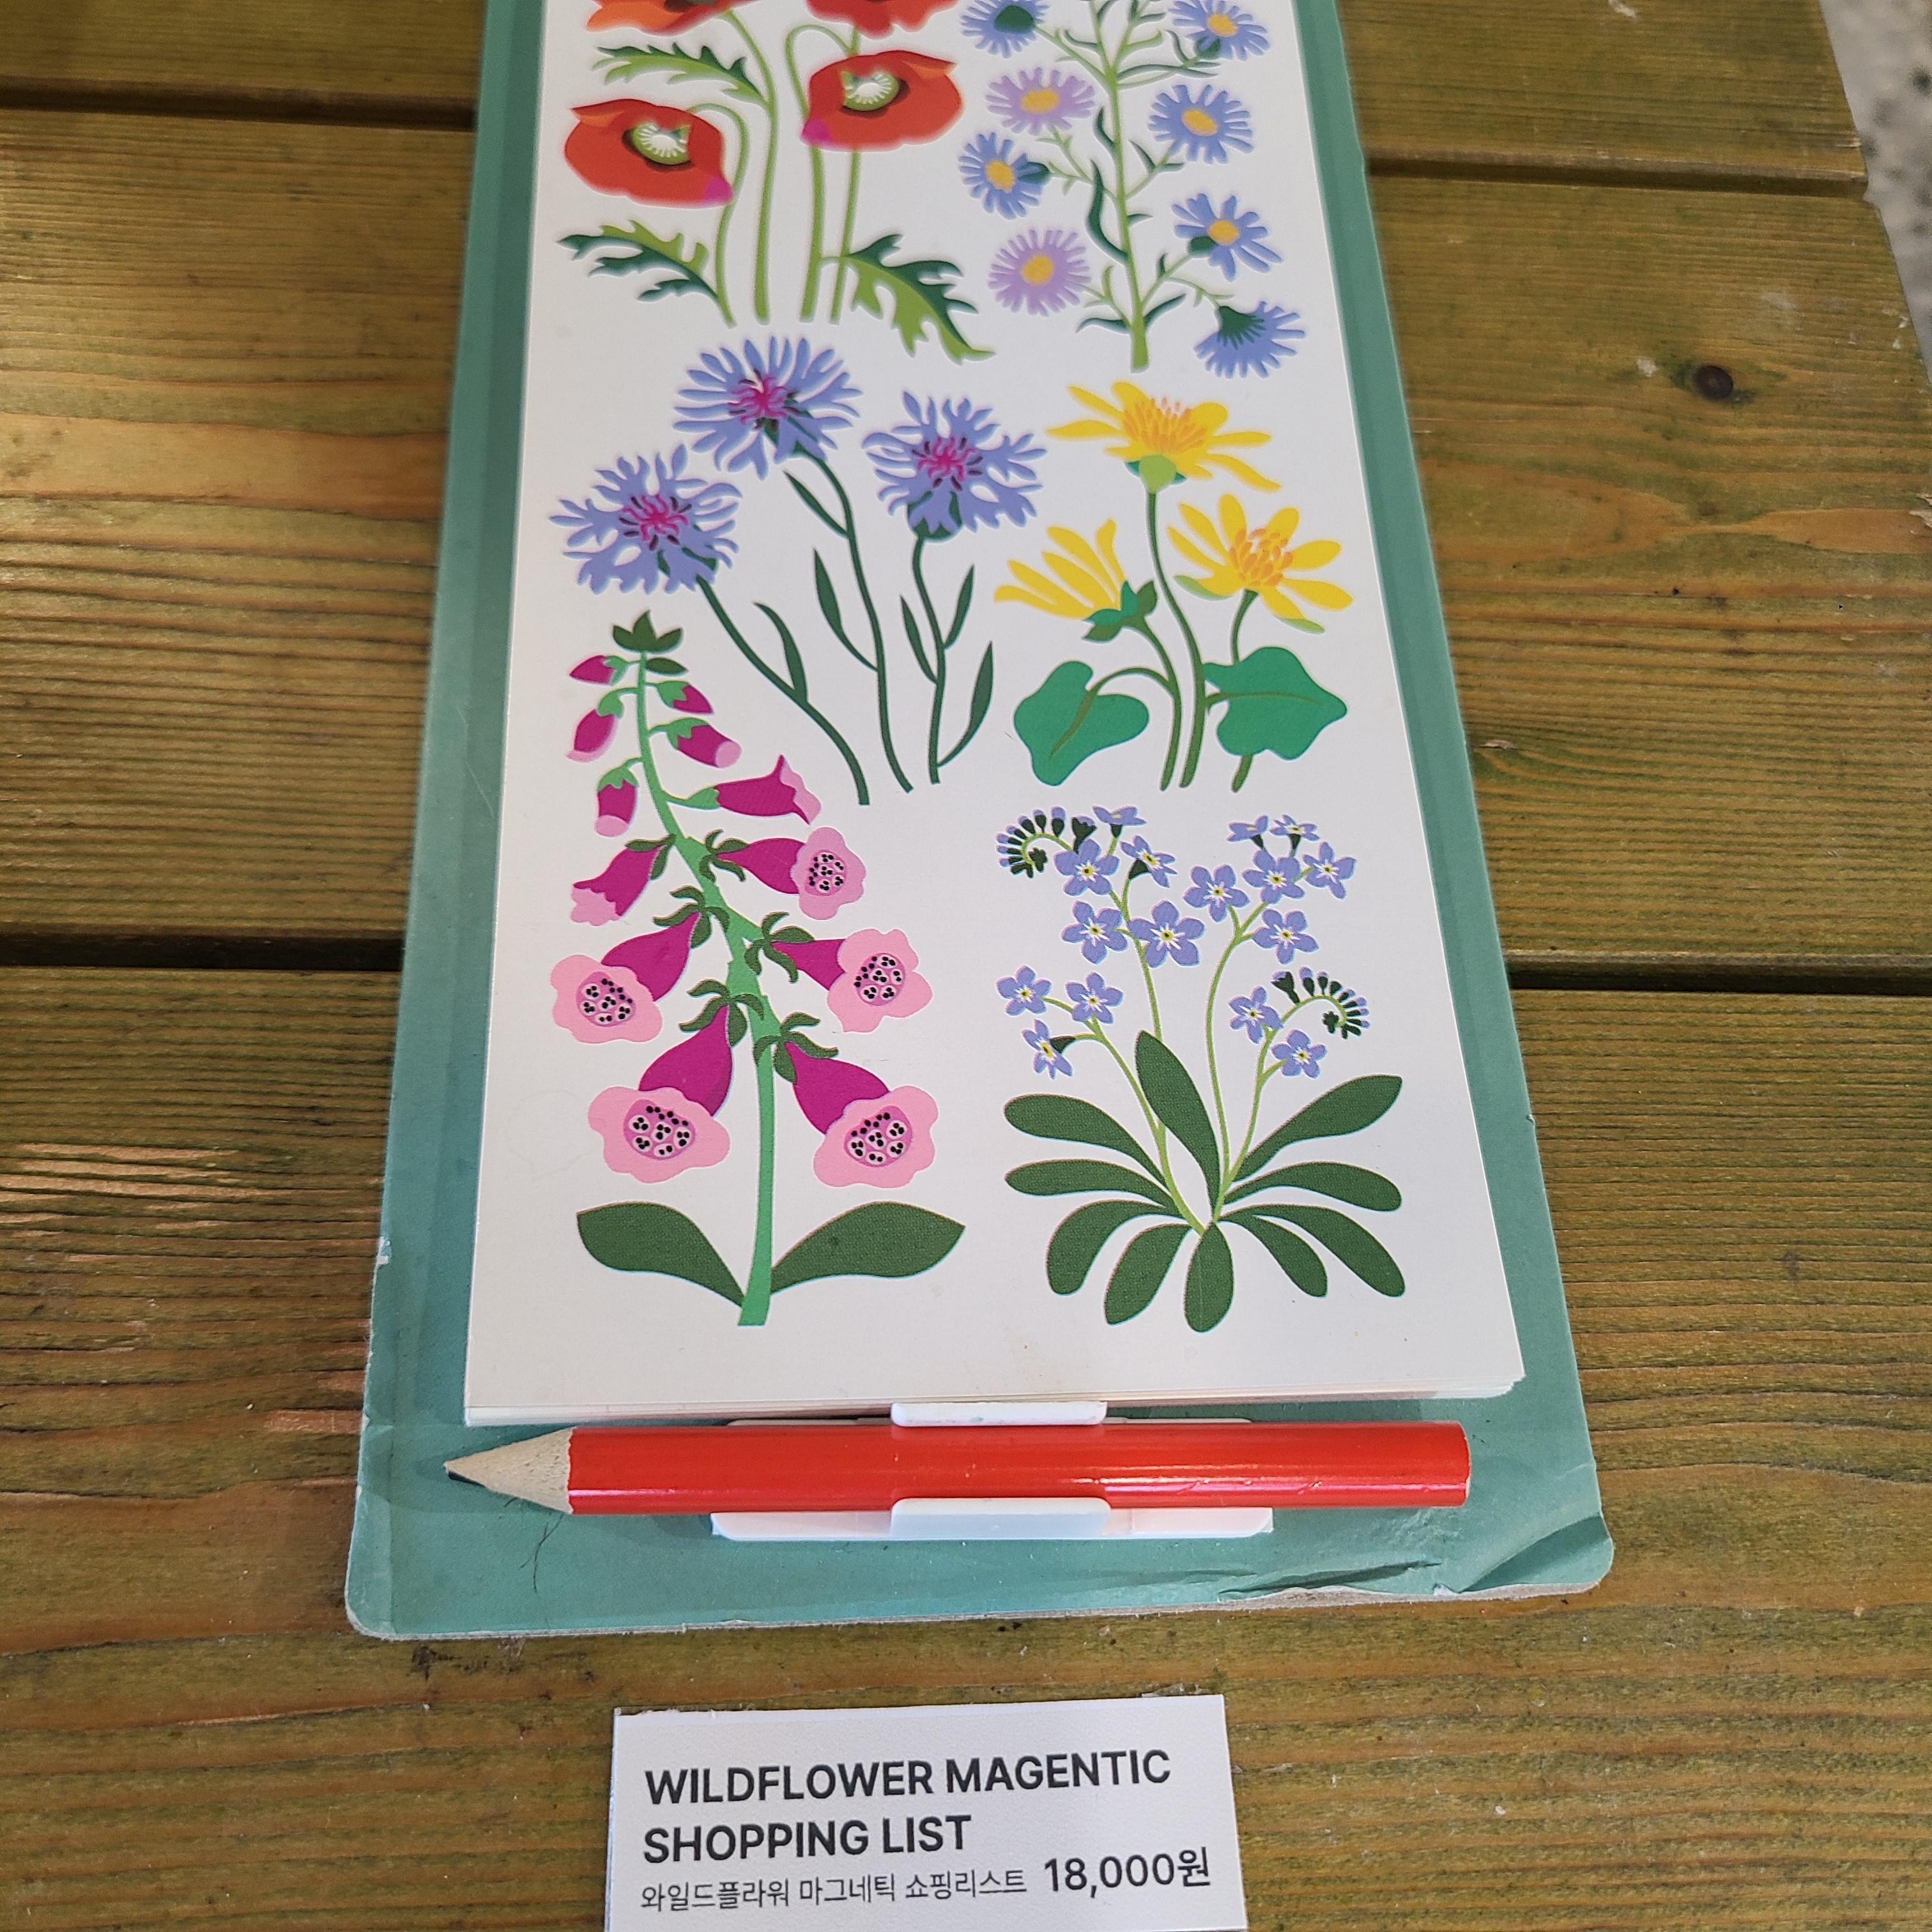 WILDFLOWER MAGENTIC
SHOPPING LIST
와일드플라워 마그네틱 쇼핑리스트 18,000원